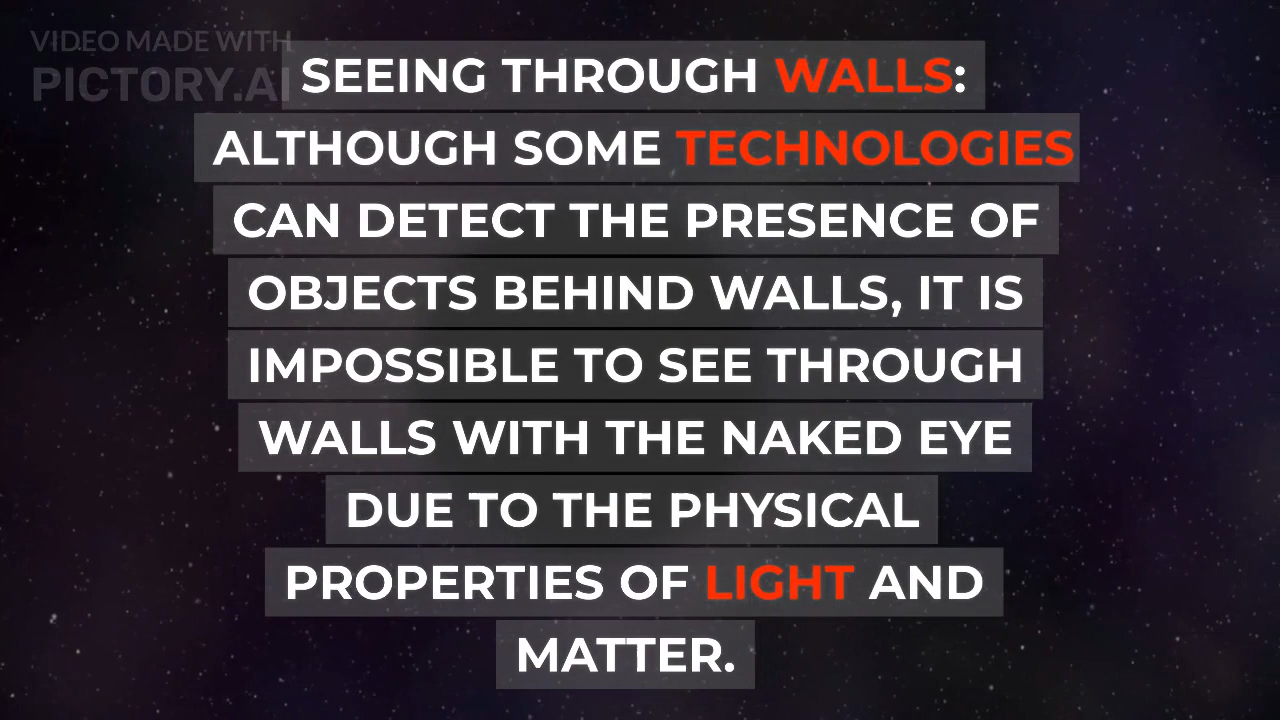 VIDEO MADE WITH
PICTORY.AI
SEEING THROUGH WALLS:
ALTHOUGH SOME TECHNOLOGIES
CAN DETECT THE PRESENCE OF
OBJECTS BEHIND WALLS, IT IS
IMPOSSIBLE TO SEE THROUGH
WALLS WITH THE NAKED EYE
DUE TO THE PHYSICAL
PROPERTIES OF LIGHT AND
MATTER.